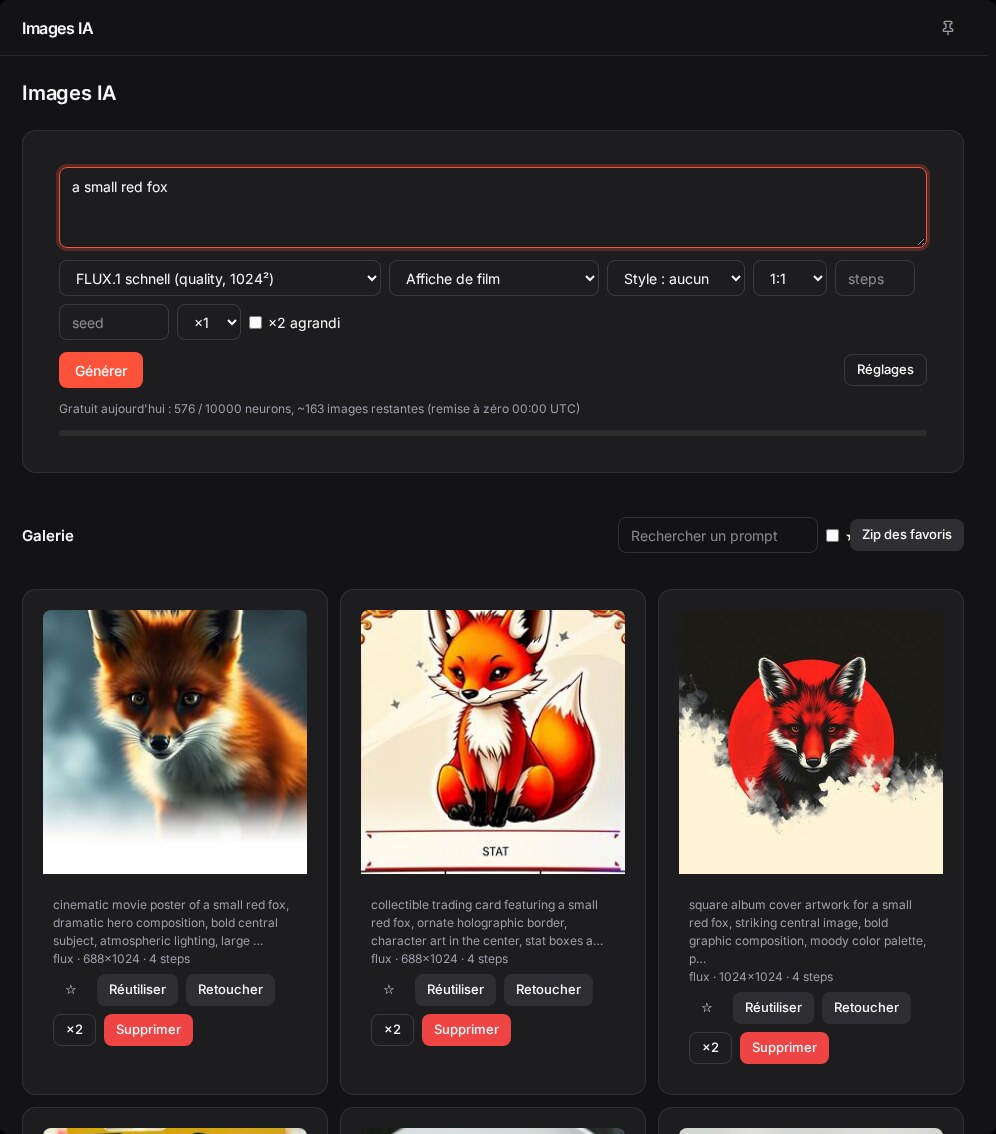 Images IA
Images IA
a small red fox
FLUX.1 schnell (quality, 1024²) Affiche de film Style : aucun 1:1 steps
seed ×1 ×2 agrandi
Générer Réglages
Gratuit aujourd'hui : 576 / 10000 neurons, ~163 images restantes (remise à zéro 00:00 UTC)
Galerie Rechercher un prompt Zip des favoris
STAT
cinematic movie poster of a small red fox,
dramatic hero composition, bold central
subject, atmospheric lighting, large ...
flux · 688×1024 · 4 steps
☆ Réutiliser Retoucher
×2 Supprimer
collectible trading card featuring a small
red fox, ornate holographic border,
character art in the center, stat boxes a...
flux · 688×1024 · 4 steps
☆ Réutiliser Retoucher
×2 Supprimer
square album cover artwork for a small
red fox, striking central image, bold
graphic composition, moody color palette,
p...
flux · 1024×1024 · 4 steps
☆ Réutiliser Retoucher
×2 Supprimer